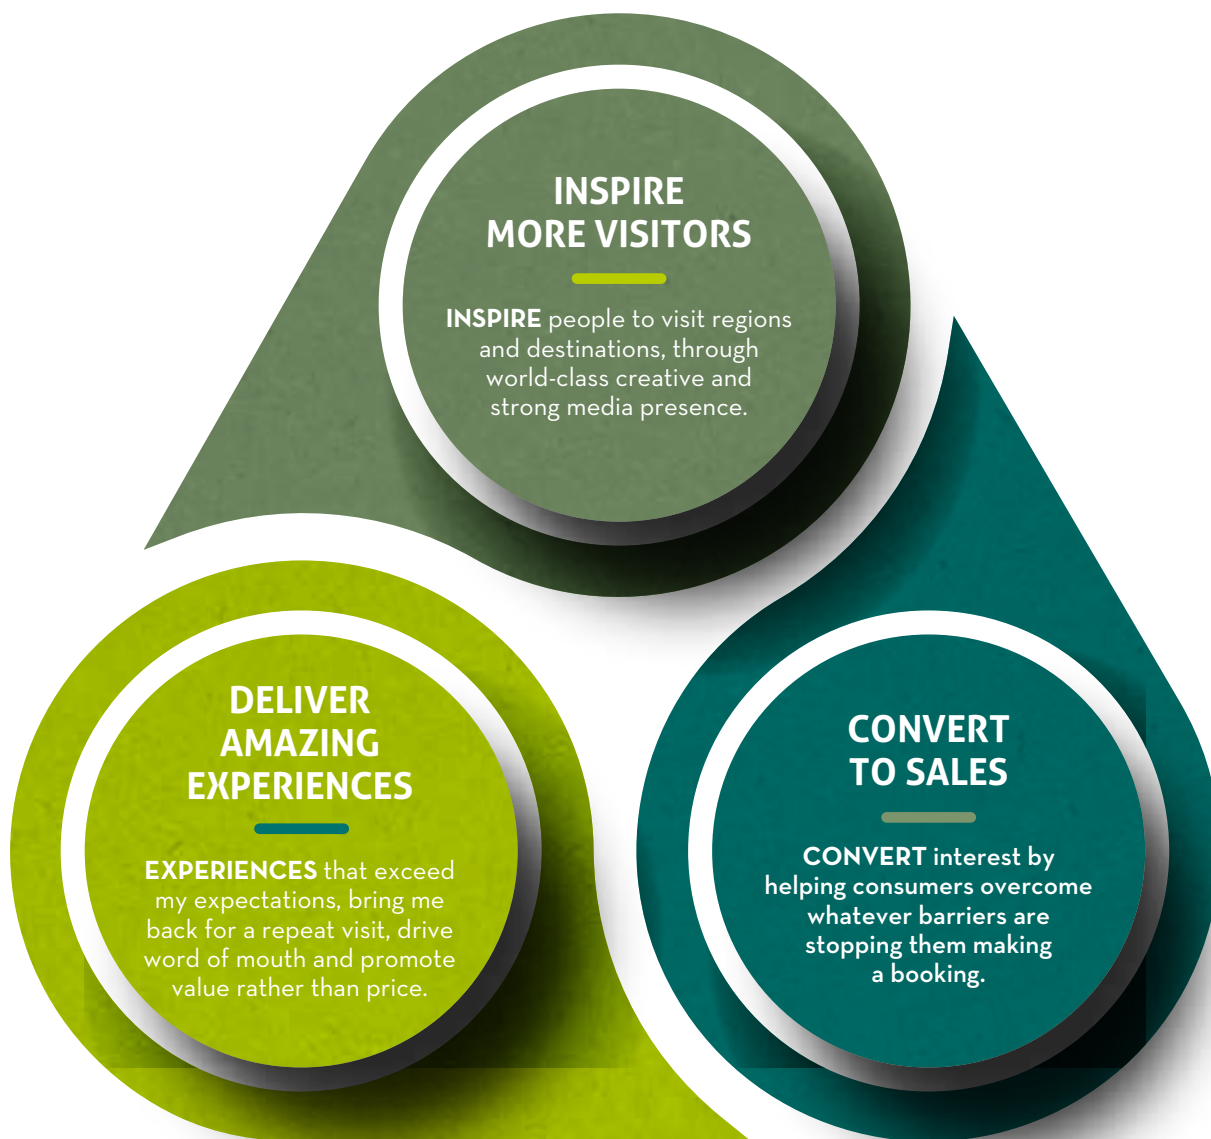 INSPIRE
MORE VISITORS
INSPIRE people to visit regions
and destinations, through
world-class creative and
strong media presence.
DELIVER
AMAZING
EXPERIENCES
EXPERIENCES that exceed
my expectations, bring me
back for a repeat visit, drive
word of mouth and promote
value rather than price.
CONVERT
TO SALES
CONVERT interest by
helping consumers overcome
whatever barriers are
stopping them making
a booking.